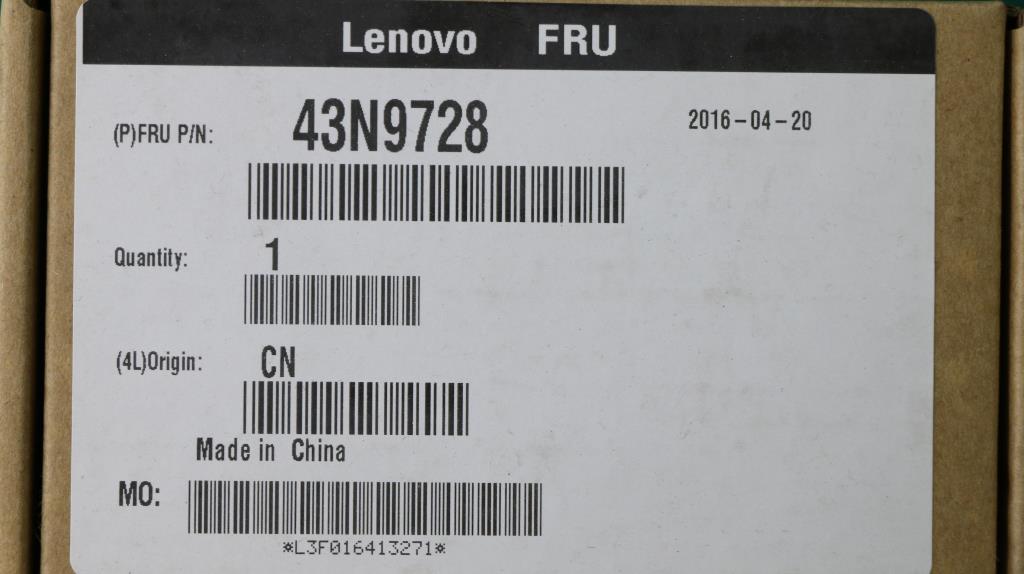 Lenovo FRU
(P)FRU P/N: 43N9728 2016-04-20
Quantity: 1
(4L)Origin: CN
Made in China
MO:
*L3F016413271*